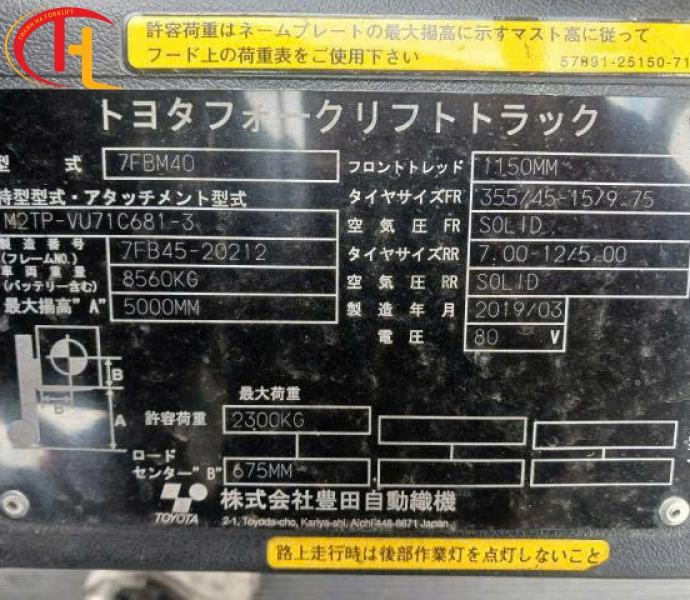 THANH HA FORKLIFT
許容荷重はネームプレートの最大揚高に示すマスト高に従って
フード上の荷重表をご使用下さい
57891-25150-71
トヨタフォークリフトトラック
型 式 7FBM40
フロントトレッド 1150MM
特型型式・アタッチメント型式
タイヤサイズFR 355/45-15/9.75
M2TP-VU71C681-3
空気圧 FR SOLID
製造番号
(フレームNO.) 7FB45-20212
タイヤサイズRR 7.00-12/5.00
車両重量
(バッテリー含む) 8560KG
空気圧 RR SOLID
最大揚高"A" 5000MM
製造年月 2019/03
電圧 80 V
B
B
A
最大荷重
許容荷重 2300KG
ロード
センター"B" 675MM
TOYOTA
株式会社豊田自動織機
2-1, Toyoda-cho, Kariya-shi, Aichi 448-8671 Japan
路上走行時は後部作業灯を点灯しないこと